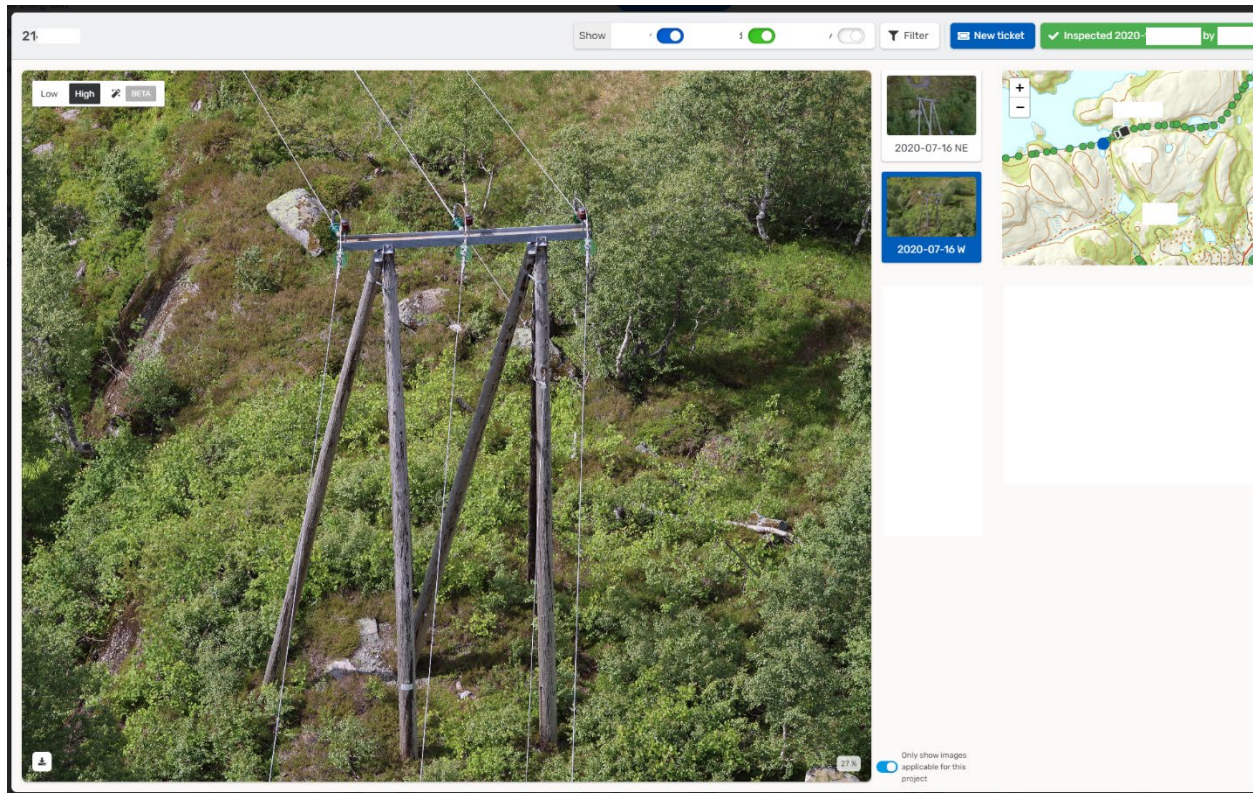 21
Show
Filter
New ticket
Inspected 2020-
by
Low
High
BETA
2020-07-16 NE
+
−
2020-07-16 W
27 %
Only show images
applicable for this
project